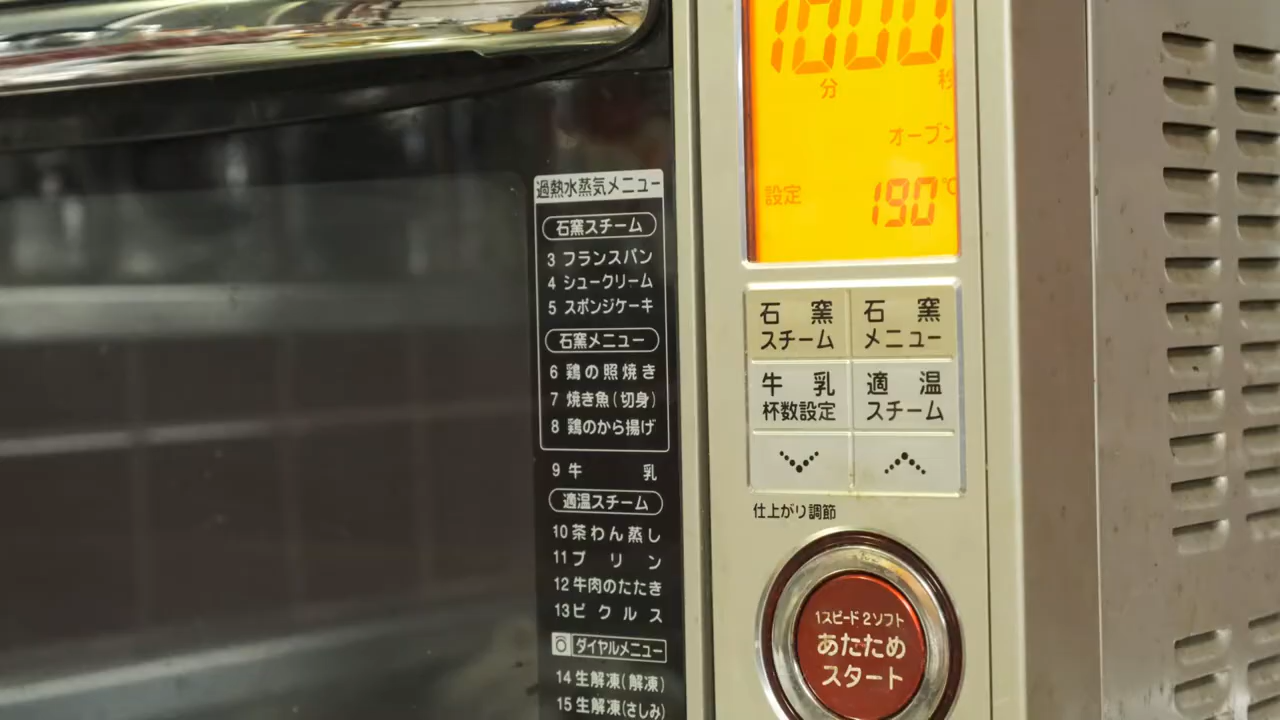 過熱水蒸気メニュー
石窯スチーム
3 フランスパン
4 シュークリーム
5 スポンジケーキ
石窯メニュー
6 鶏の照焼き
7 焼き魚(切身)
8 鶏のから揚げ
9 牛 乳
適温スチーム
10 茶わん蒸し
11 プリン
12 牛肉のたたき
13 ピクルス
ダイヤルメニュー
14 生解凍(解凍)
15 生解凍(さしみ)
分 秒
オーブン
設定 190℃
石窯スチーム
石窯メニュー
牛乳
杯数設定
適温スチーム
仕上がり調節
1スピード 2ソフト
あたため
スタート